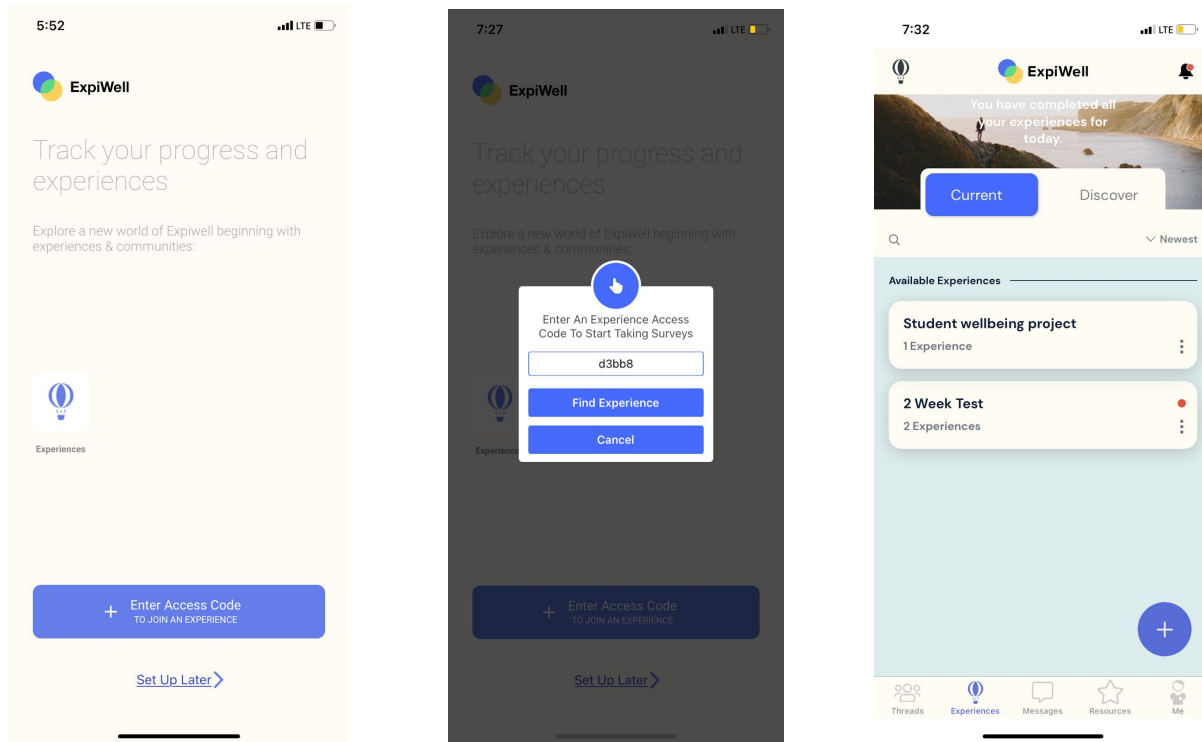 5:52
LTE
ExpiWell
Track your progress and
experiences
Explore a new world of Expiwell beginning with
experiences & communities:
Experiences
+ Enter Access Code
TO JOIN AN EXPERIENCE
Set Up Later
7:27
LTE
ExpiWell
Track your progress and
experiences
Explore a new world of Expiwell beginning with
experiences & communities:
Enter An Experience Access
Code To Start Taking Surveys
d3bb8
Find Experience
Cancel
Experience
+ Enter Access Code
TO JOIN AN EXPERIENCE
Set Up Later
7:32
LTE
ExpiWell
You have completed all
your experiences for
today.
Current Discover
Newest
Available Experiences
Student wellbeing project
1 Experience
2 Week Test
2 Experiences
+
Threads Experiences Messages Resources Me